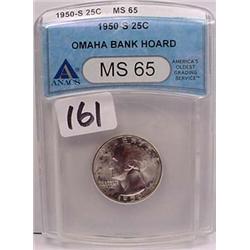 1950-S 25C MS 65
1950-S 25C
OMAHA BANK HOARD
ANACS
MS 65
AMERICA'S
OLDEST
GRADING
SERVICE
161